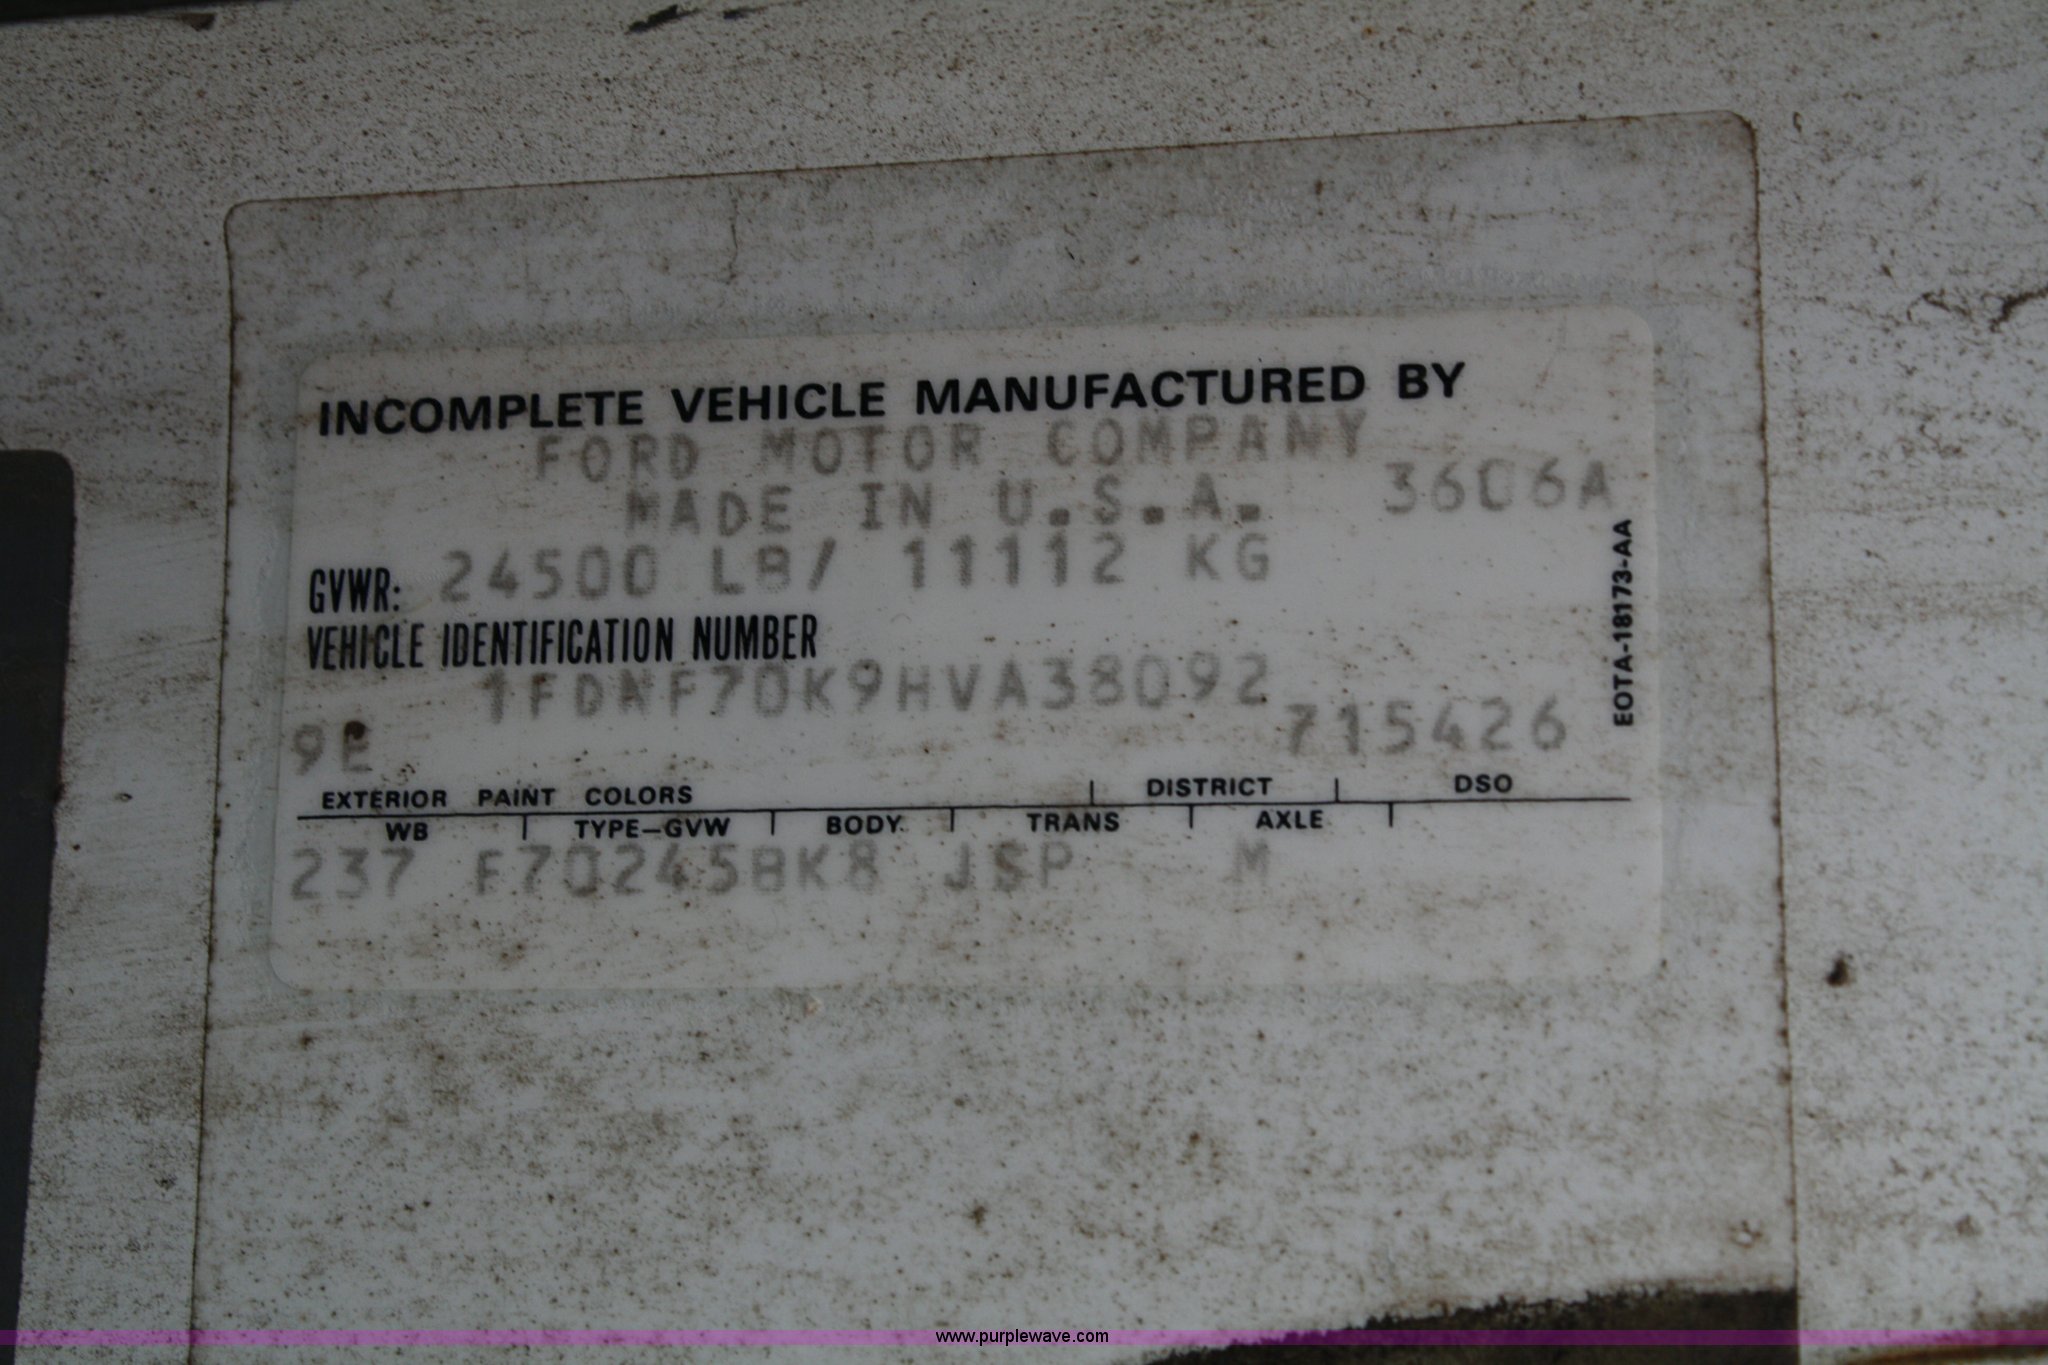 INCOMPLETE VEHICLE MANUFACTURED BY
FORD MOTOR COMPANY
MADE IN U.S.A. 36C6A
GVWR: 24500 LB/ 11112 KG
VEHICLE IDENTIFICATION NUMBER
1FDNF70K9HVA38092
9E 715426
EXTERIOR PAINT COLORS DISTRICT DSO
WB TYPE-GVW BODY TRANS AXLE
237 F70245BK8 JSP M
EOTA-18173-AA
www.purplewave.com